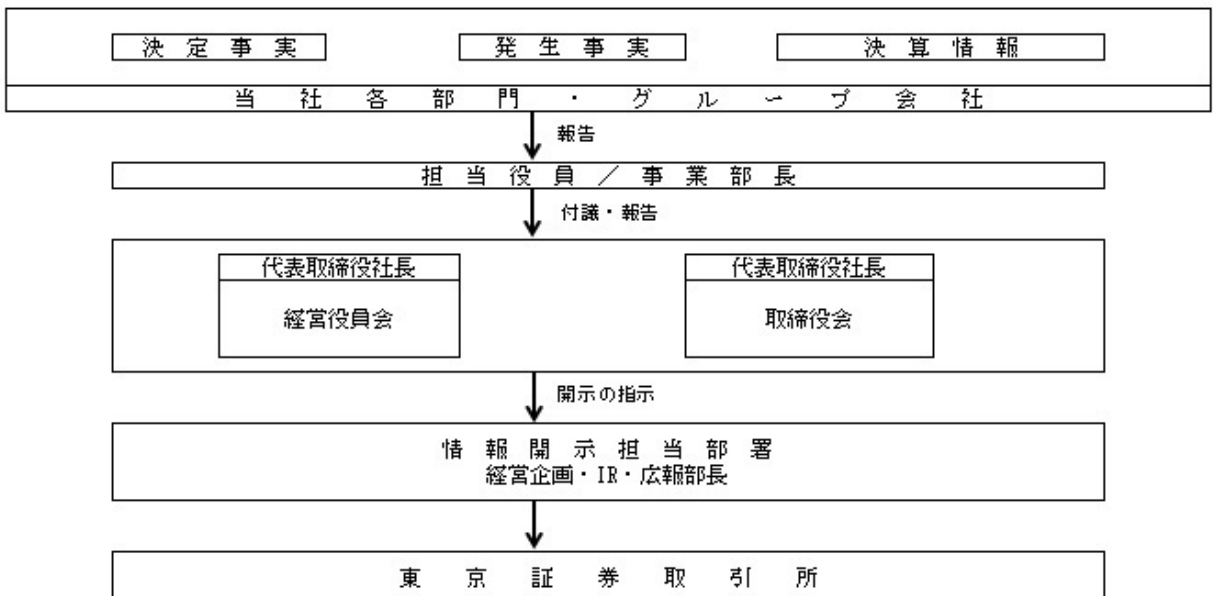 決定事実 発生事実 決算情報
当社各部門・グループ会社
報告
担当役員／事業部長
付議・報告
代表取締役社長 代表取締役社長
経営役員会 取締役会
開示の指示
情報開示担当部署
経営企画・IR・広報部長
東京証券取引所